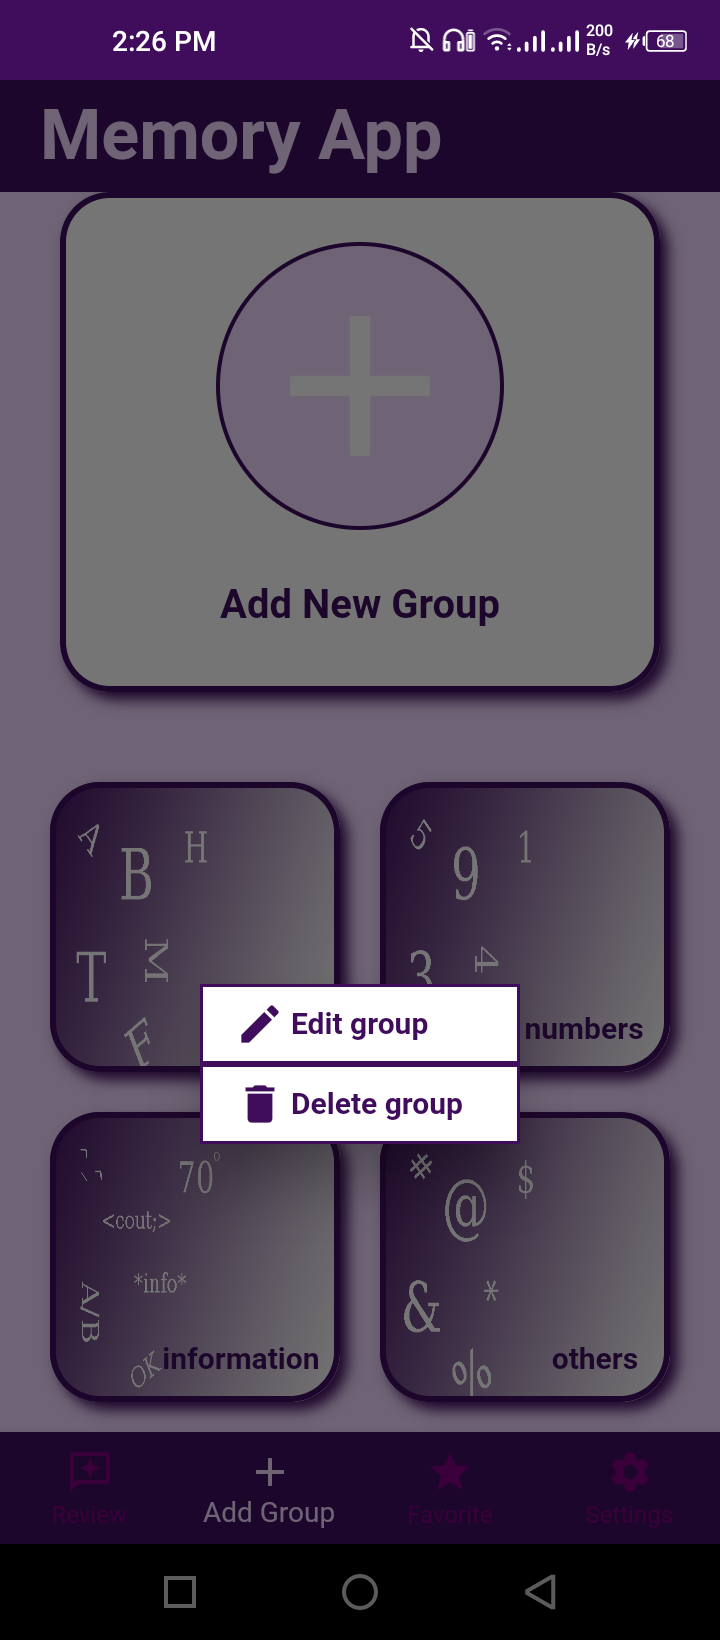 2:26 PM
200
B/s
68
Memory App
Add New Group
A
B
H
T
M
F
5
9
1
3
4
numbers
Edit group
Delete group
70°
<cout;>
*info*
A/B
OK
information
#
@
$
&
*
%
others
Review
Add Group
Favorite
Settings